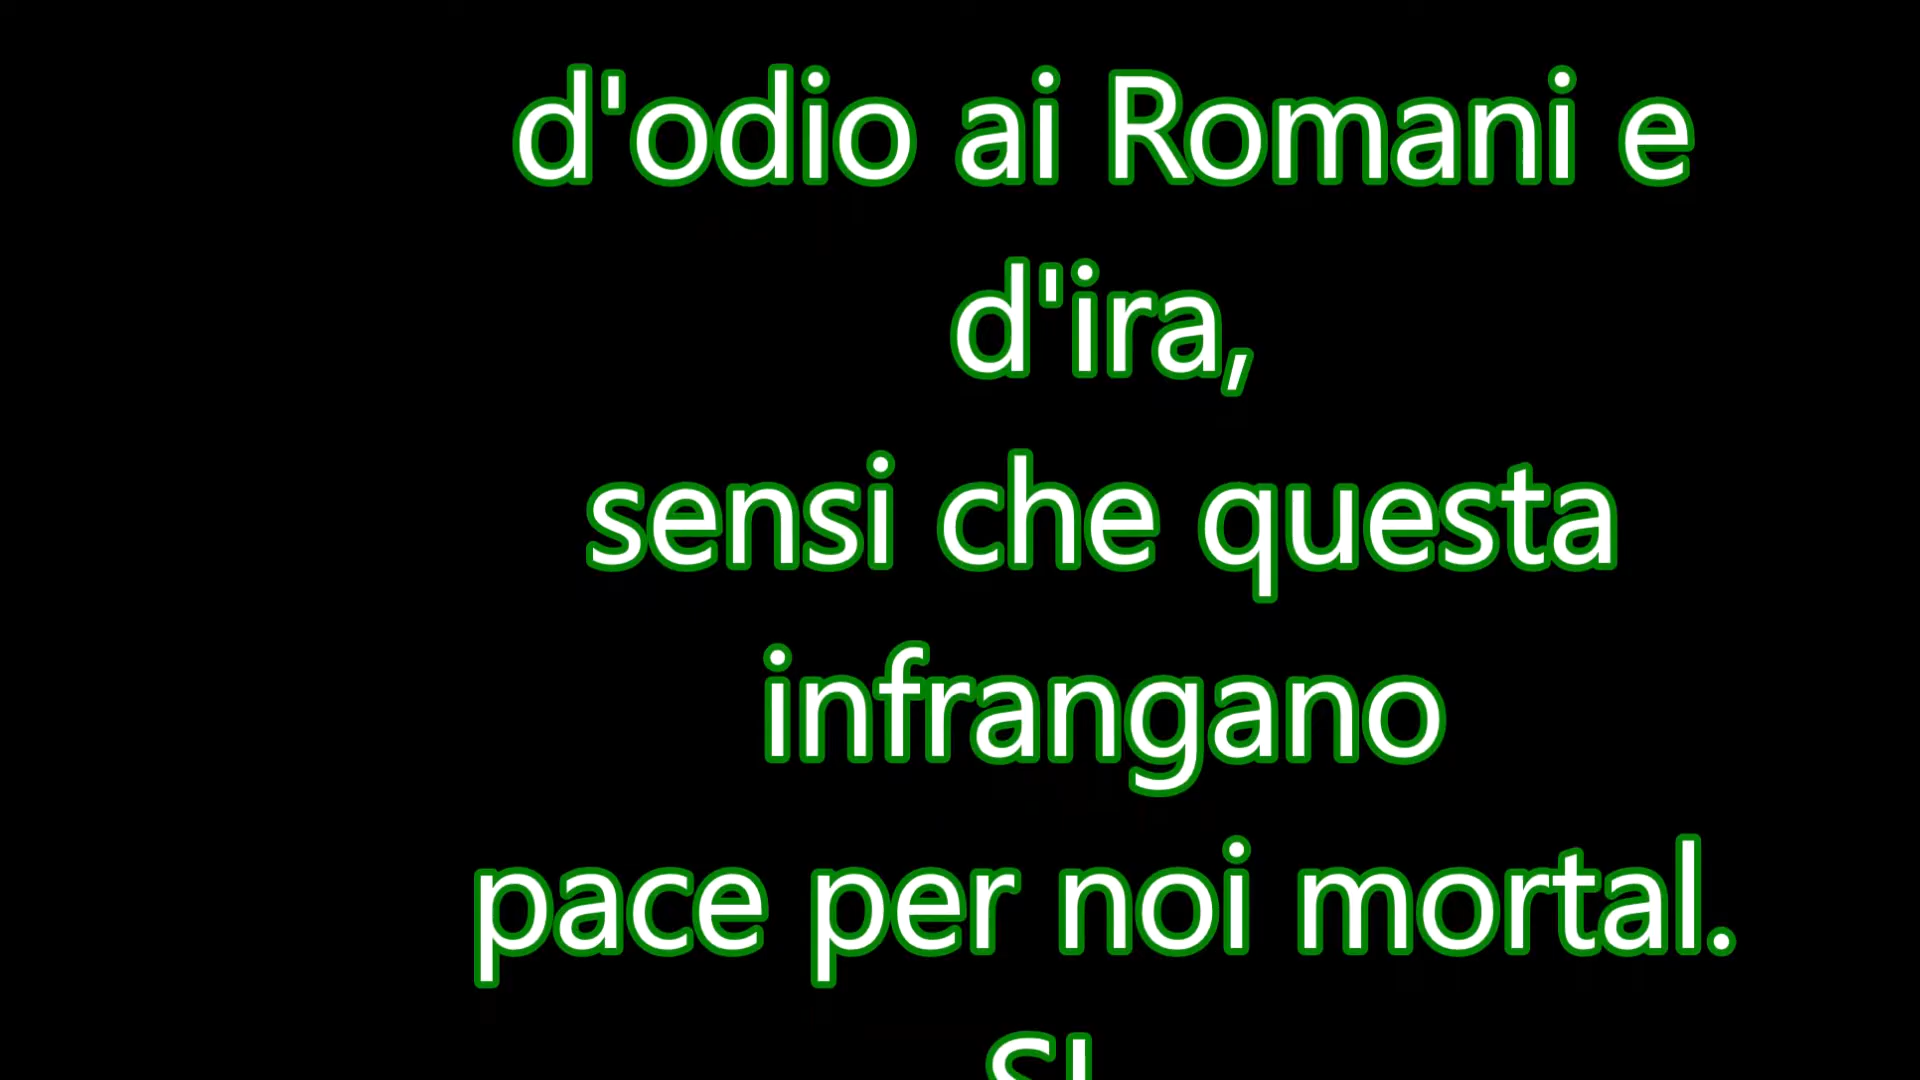 d'odio ai Romani e
d'ira,
sensi che questa
infrangano
pace per noi mortal.